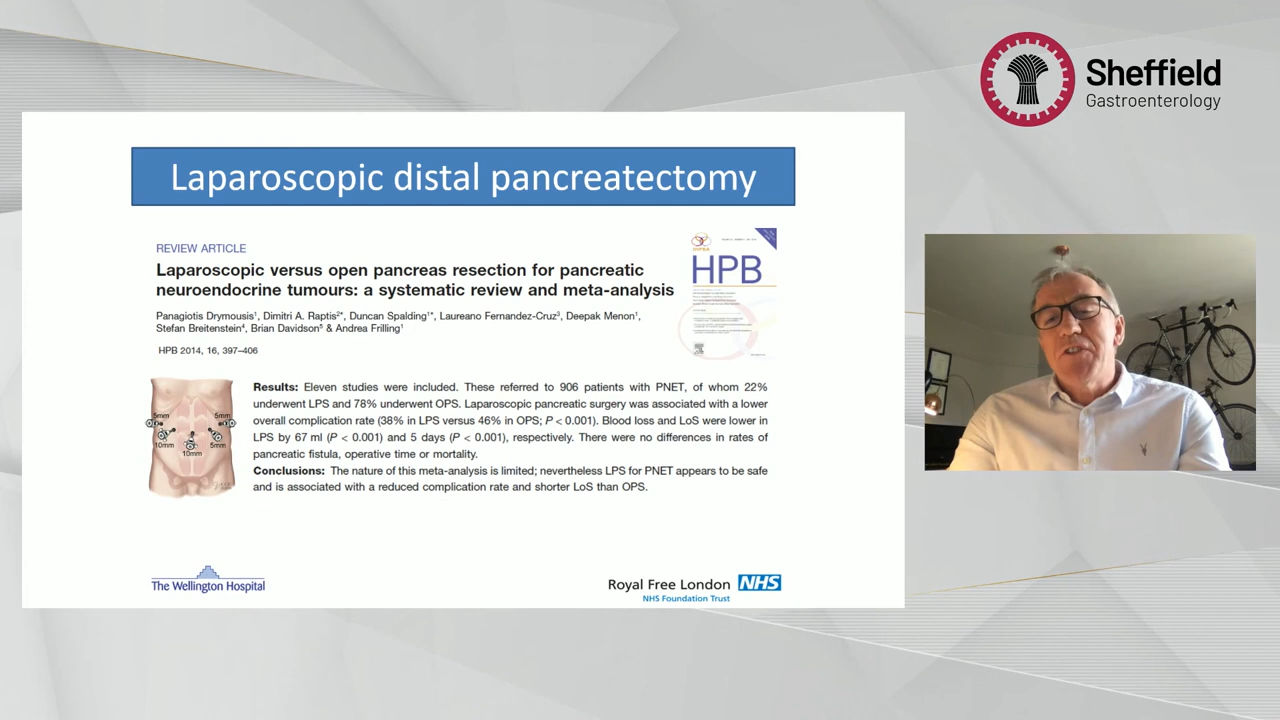 Sheffield
Gastroenterology
Laparoscopic distal pancreatectomy
REVIEW ARTICLE
Laparoscopic versus open pancreas resection for pancreatic
neuroendocrine tumours: a systematic review and meta-analysis
HPB
Panagiotis Drymousis¹, Dimitri A. Raptis²*, Duncan Spalding¹*, Laureano Fernandez-Cruz³, Deepak Menon¹,
Stefan Breitenstein⁴, Brian Davidson⁵ & Andrea Frilling¹
HPB 2014, 16, 397–406
Results: Eleven studies were included. These referred to 906 patients with PNET, of whom 22%
underwent LPS and 78% underwent OPS. Laparoscopic pancreatic surgery was associated with a lower
overall complication rate (38% in LPS versus 46% in OPS; P < 0.001). Blood loss and LoS were lower in
LPS by 67 ml (P < 0.001) and 5 days (P < 0.001), respectively. There were no differences in rates of
pancreatic fistula, operative time or mortality.
Conclusions: The nature of this meta-analysis is limited; nevertheless LPS for PNET appears to be safe
and is associated with a reduced complication rate and shorter LoS than OPS.
5mm 5mm
10mm 5mm
10mm
The Wellington Hospital
Royal Free London NHS
NHS Foundation Trust